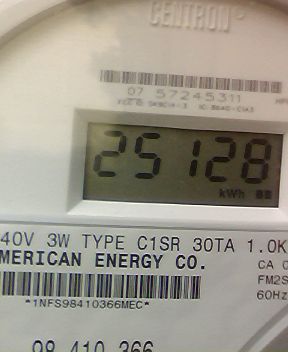 CENTRON®
07 57245311
25128
kWh
40V 3W TYPE C1SR 30TA 1.0K
MERICAN ENERGY CO.
CA 0
FM2S
60Hz
*1NFS98410366MEC*
98 410 366